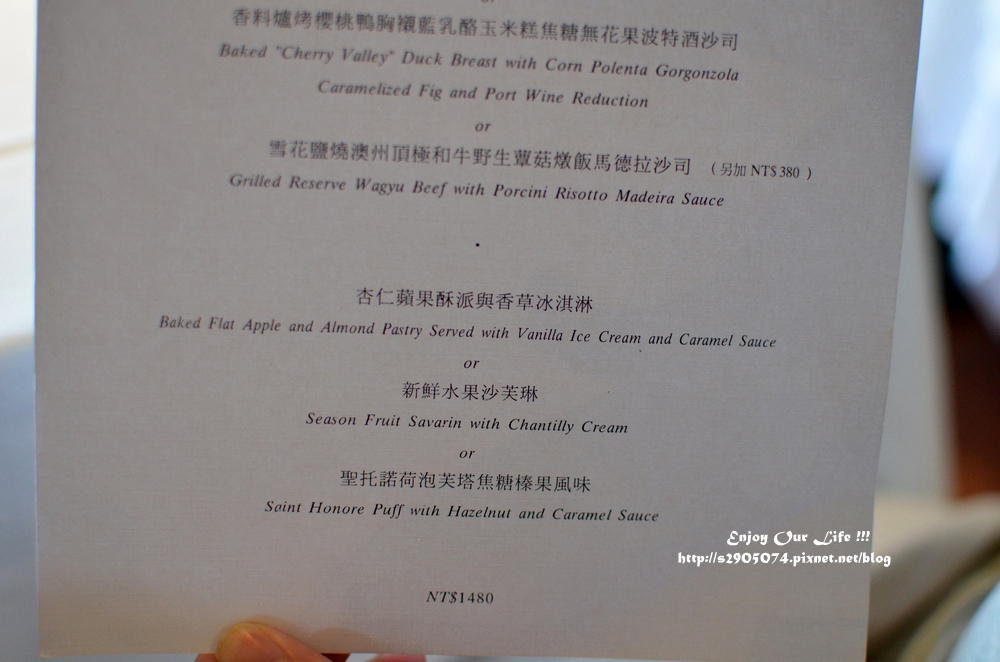 香料爐烤櫻桃鴨胸襯藍乳酪玉米糕焦糖無花果波特酒沙司
Baked "Cherry Valley" Duck Breast with Corn Polenta Gorgonzola
Caramelized Fig and Port Wine Reduction
or
雪花鹽燒澳州頂極和牛野生蕈菇燉飯馬德拉沙司 （另加 NT$ 380 ）
Grilled Reserve Wagyu Beef with Porcini Risotto Madeira Sauce
.
杏仁蘋果酥派與香草冰淇淋
Baked Flat Apple and Almond Pastry Served with Vanilla Ice Cream and Caramel Sauce
or
新鮮水果沙芙琳
Season Fruit Savarin with Chantilly Cream
or
聖托諾荷泡芙塔焦糖榛果風味
Saint Honore Puff with Hazelnut and Caramel Sauce
Enjoy Our Life !!!
http://s2905074.pixnet.net/blog
NT$1480